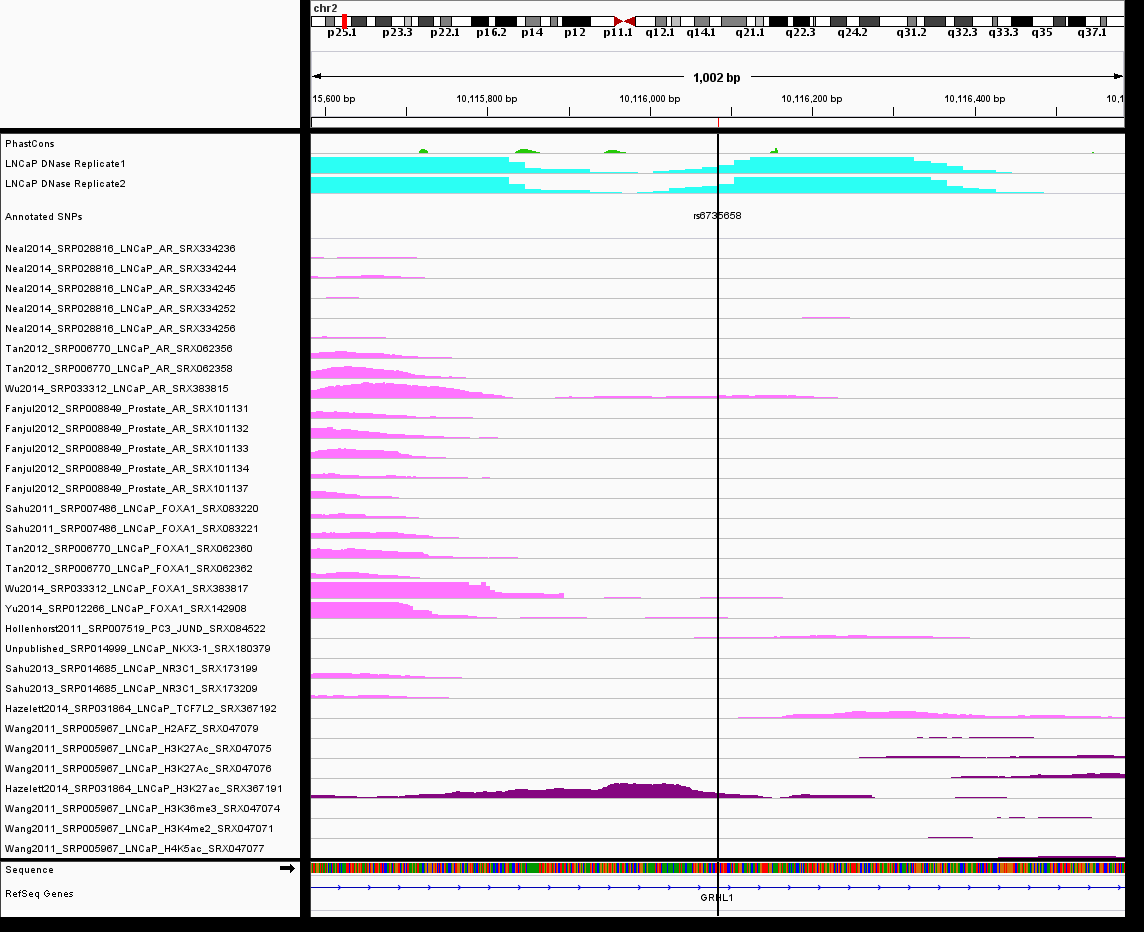 chr2
p25.1 p23.3 p22.1 p16.2 p14 p12 p11.1 q12.1 q14.1 q21.1 q22.3 q24.2 q31.2 q32.3 q33.3 q35 q37.1
1,002 bp
15,600 bp 10,115,800 bp 10,116,000 bp 10,116,200 bp 10,116,400 bp 10,1
PhastCons
LNCaP DNase Replicate1
LNCaP DNase Replicate2
Annotated SNPs rs6735658
Neal2014_SRP028816_LNCaP_AR_SRX334236
Neal2014_SRP028816_LNCaP_AR_SRX334244
Neal2014_SRP028816_LNCaP_AR_SRX334245
Neal2014_SRP028816_LNCaP_AR_SRX334252
Neal2014_SRP028816_LNCaP_AR_SRX334256
Tan2012_SRP006770_LNCaP_AR_SRX062356
Tan2012_SRP006770_LNCaP_AR_SRX062358
Wu2014_SRP033312_LNCaP_AR_SRX383815
Fanjul2012_SRP008849_Prostate_AR_SRX101131
Fanjul2012_SRP008849_Prostate_AR_SRX101132
Fanjul2012_SRP008849_Prostate_AR_SRX101133
Fanjul2012_SRP008849_Prostate_AR_SRX101134
Fanjul2012_SRP008849_Prostate_AR_SRX101137
Sahu2011_SRP007486_LNCaP_FOXA1_SRX083220
Sahu2011_SRP007486_LNCaP_FOXA1_SRX083221
Tan2012_SRP006770_LNCaP_FOXA1_SRX062360
Tan2012_SRP006770_LNCaP_FOXA1_SRX062362
Wu2014_SRP033312_LNCaP_FOXA1_SRX383817
Yu2014_SRP012266_LNCaP_FOXA1_SRX142908
Hollenhorst2011_SRP007519_PC3_JUND_SRX084522
Unpublished_SRP014999_LNCaP_NKX3-1_SRX180379
Sahu2013_SRP014685_LNCaP_NR3C1_SRX173199
Sahu2013_SRP014685_LNCaP_NR3C1_SRX173209
Hazelett2014_SRP031864_LNCaP_TCF7L2_SRX367192
Wang2011_SRP005967_LNCaP_H2AFZ_SRX047079
Wang2011_SRP005967_LNCaP_H3K27Ac_SRX047075
Wang2011_SRP005967_LNCaP_H3K27Ac_SRX047076
Hazelett2014_SRP031864_LNCaP_H3K27ac_SRX367191
Wang2011_SRP005967_LNCaP_H3K36me3_SRX047074
Wang2011_SRP005967_LNCaP_H3K4me2_SRX047071
Wang2011_SRP005967_LNCaP_H4K5ac_SRX047077
Sequence
RefSeq Genes
GRHL1